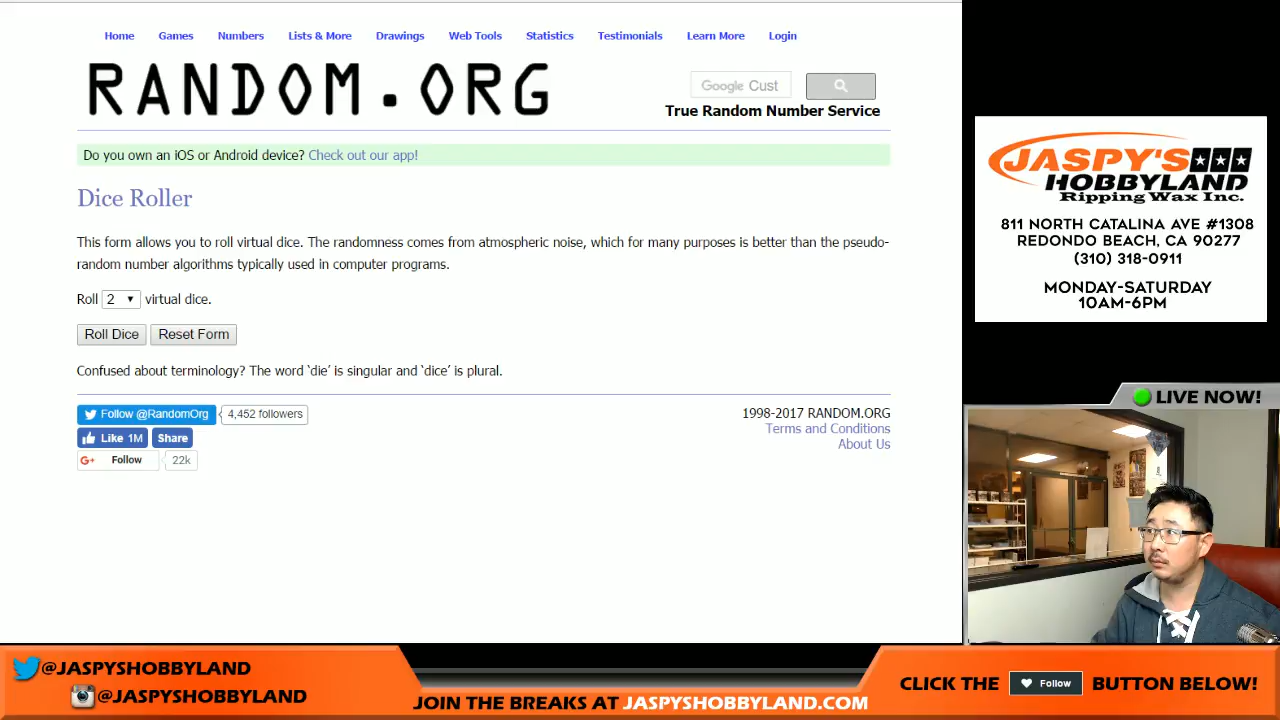 Home Games Numbers Lists & More Drawings Web Tools Statistics Testimonials Learn More Login
RANDOM.ORG
Google Cust
True Random Number Service
Do you own an iOS or Android device? Check out our app!
Dice Roller
This form allows you to roll virtual dice. The randomness comes from atmospheric noise, which for many purposes is better than the pseudo-
random number algorithms typically used in computer programs.
Roll 2 virtual dice.
Roll Dice Reset Form
Confused about terminology? The word ‘die’ is singular and ‘dice’ is plural.
Follow @RandomOrg 4,452 followers
Like 1M Share
G+ Follow 22k
1998-2017 RANDOM.ORG
Terms and Conditions
About Us
JASPY'S
HOBBYLAND
Ripping Wax Inc.
811 NORTH CATALINA AVE #1308
REDONDO BEACH, CA 90277
(310) 318-0911
MONDAY-SATURDAY
10AM-6PM
LIVE NOW!
@JASPYSHOBBYLAND
@JASPYSHOBBYLAND
JOIN THE BREAKS AT JASPYSHOBBYLAND.COM
CLICK THE Follow BUTTON BELOW!